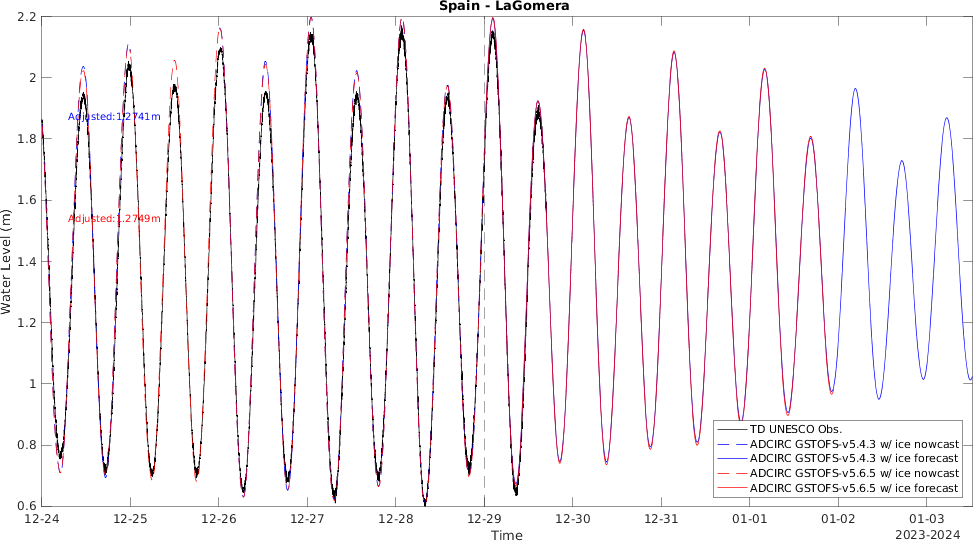 Spain - LaGomera
2.2
2
1.8
1.6
1.4
1.2
1
0.8
0.6
Water Level (m)
Adjusted:1.2741m
Adjusted:1.2749m
TD UNESCO Obs.
ADCIRC GSTOFS-v5.4.3 w/ ice nowcast
ADCIRC GSTOFS-v5.4.3 w/ ice forecast
ADCIRC GSTOFS-v5.6.5 w/ ice nowcast
ADCIRC GSTOFS-v5.6.5 w/ ice forecast
12-24 12-25 12-26 12-27 12-28 12-29 12-30 12-31 01-01 01-02 01-03
Time
2023-2024